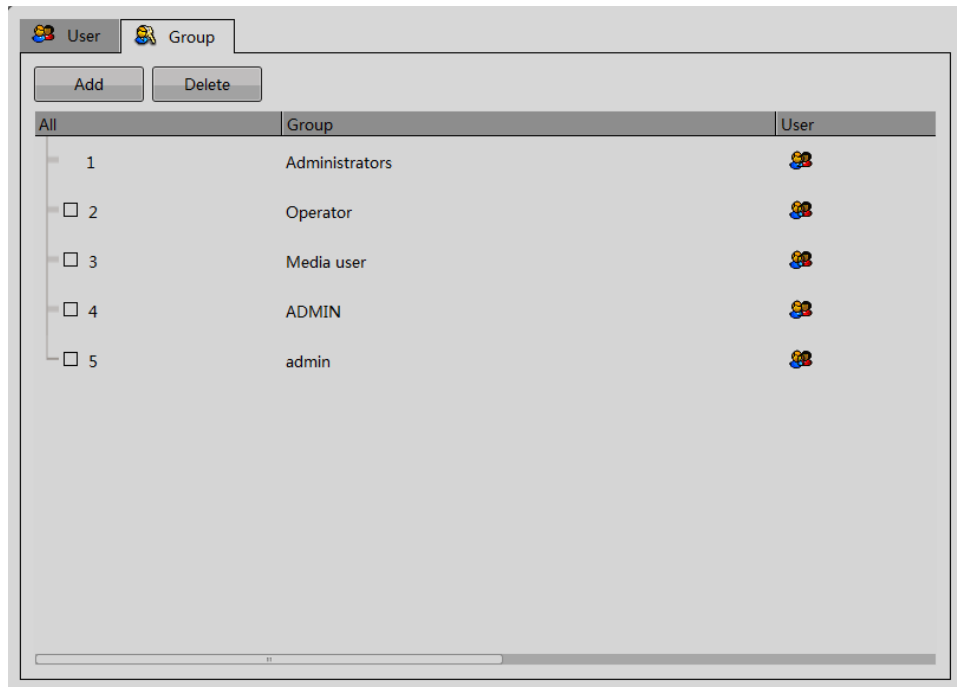 User Group
Add Delete
All Group User
1 Administrators
2 Operator
3 Media user
4 ADMIN
5 admin